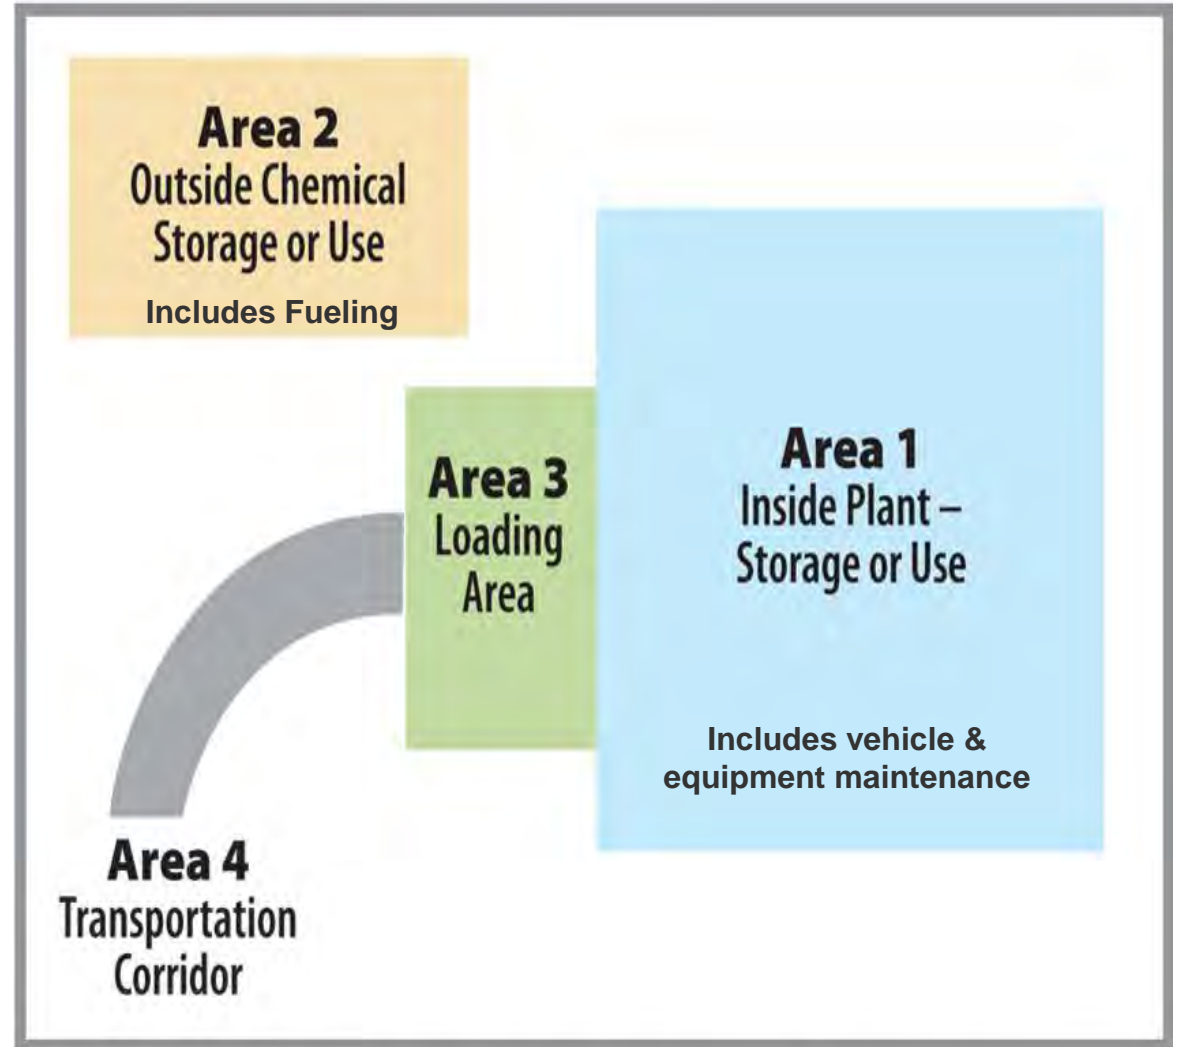 Area 2
Outside Chemical
Storage or Use
Includes Fueling
Area 3
Loading
Area
Area 1
Inside Plant –
Storage or Use
Includes vehicle &
equipment maintenance
Area 4
Transportation
Corridor